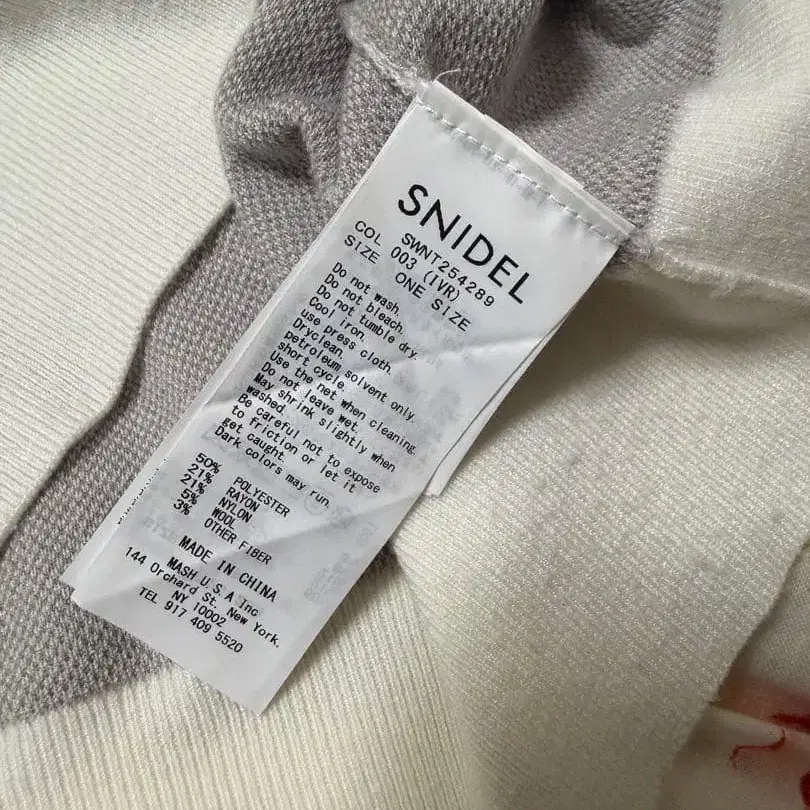 SNIDEL
SWNT254289
COL 003 (IVR)
SIZE ONE SIZE
Do not wash.
Do not bleach.
Do not tumble dry.
Cool iron.
use press cloth.
Dryclean.
petroleum solvent only.
short cycle.
Use the net when cleaning.
Do not leave wet.
May shrink slightly when
washed.
Be careful not to expose
to friction or let it
get caught.
Dark colors may run.
50% POLYESTER
21% RAYON
21% NYLON
5% WOOL
3% OTHER FIBER
MADE IN CHINA
MASH U.S.A Inc
144 Orchard St. New York.
NY 10002
TEL 917 409 5520